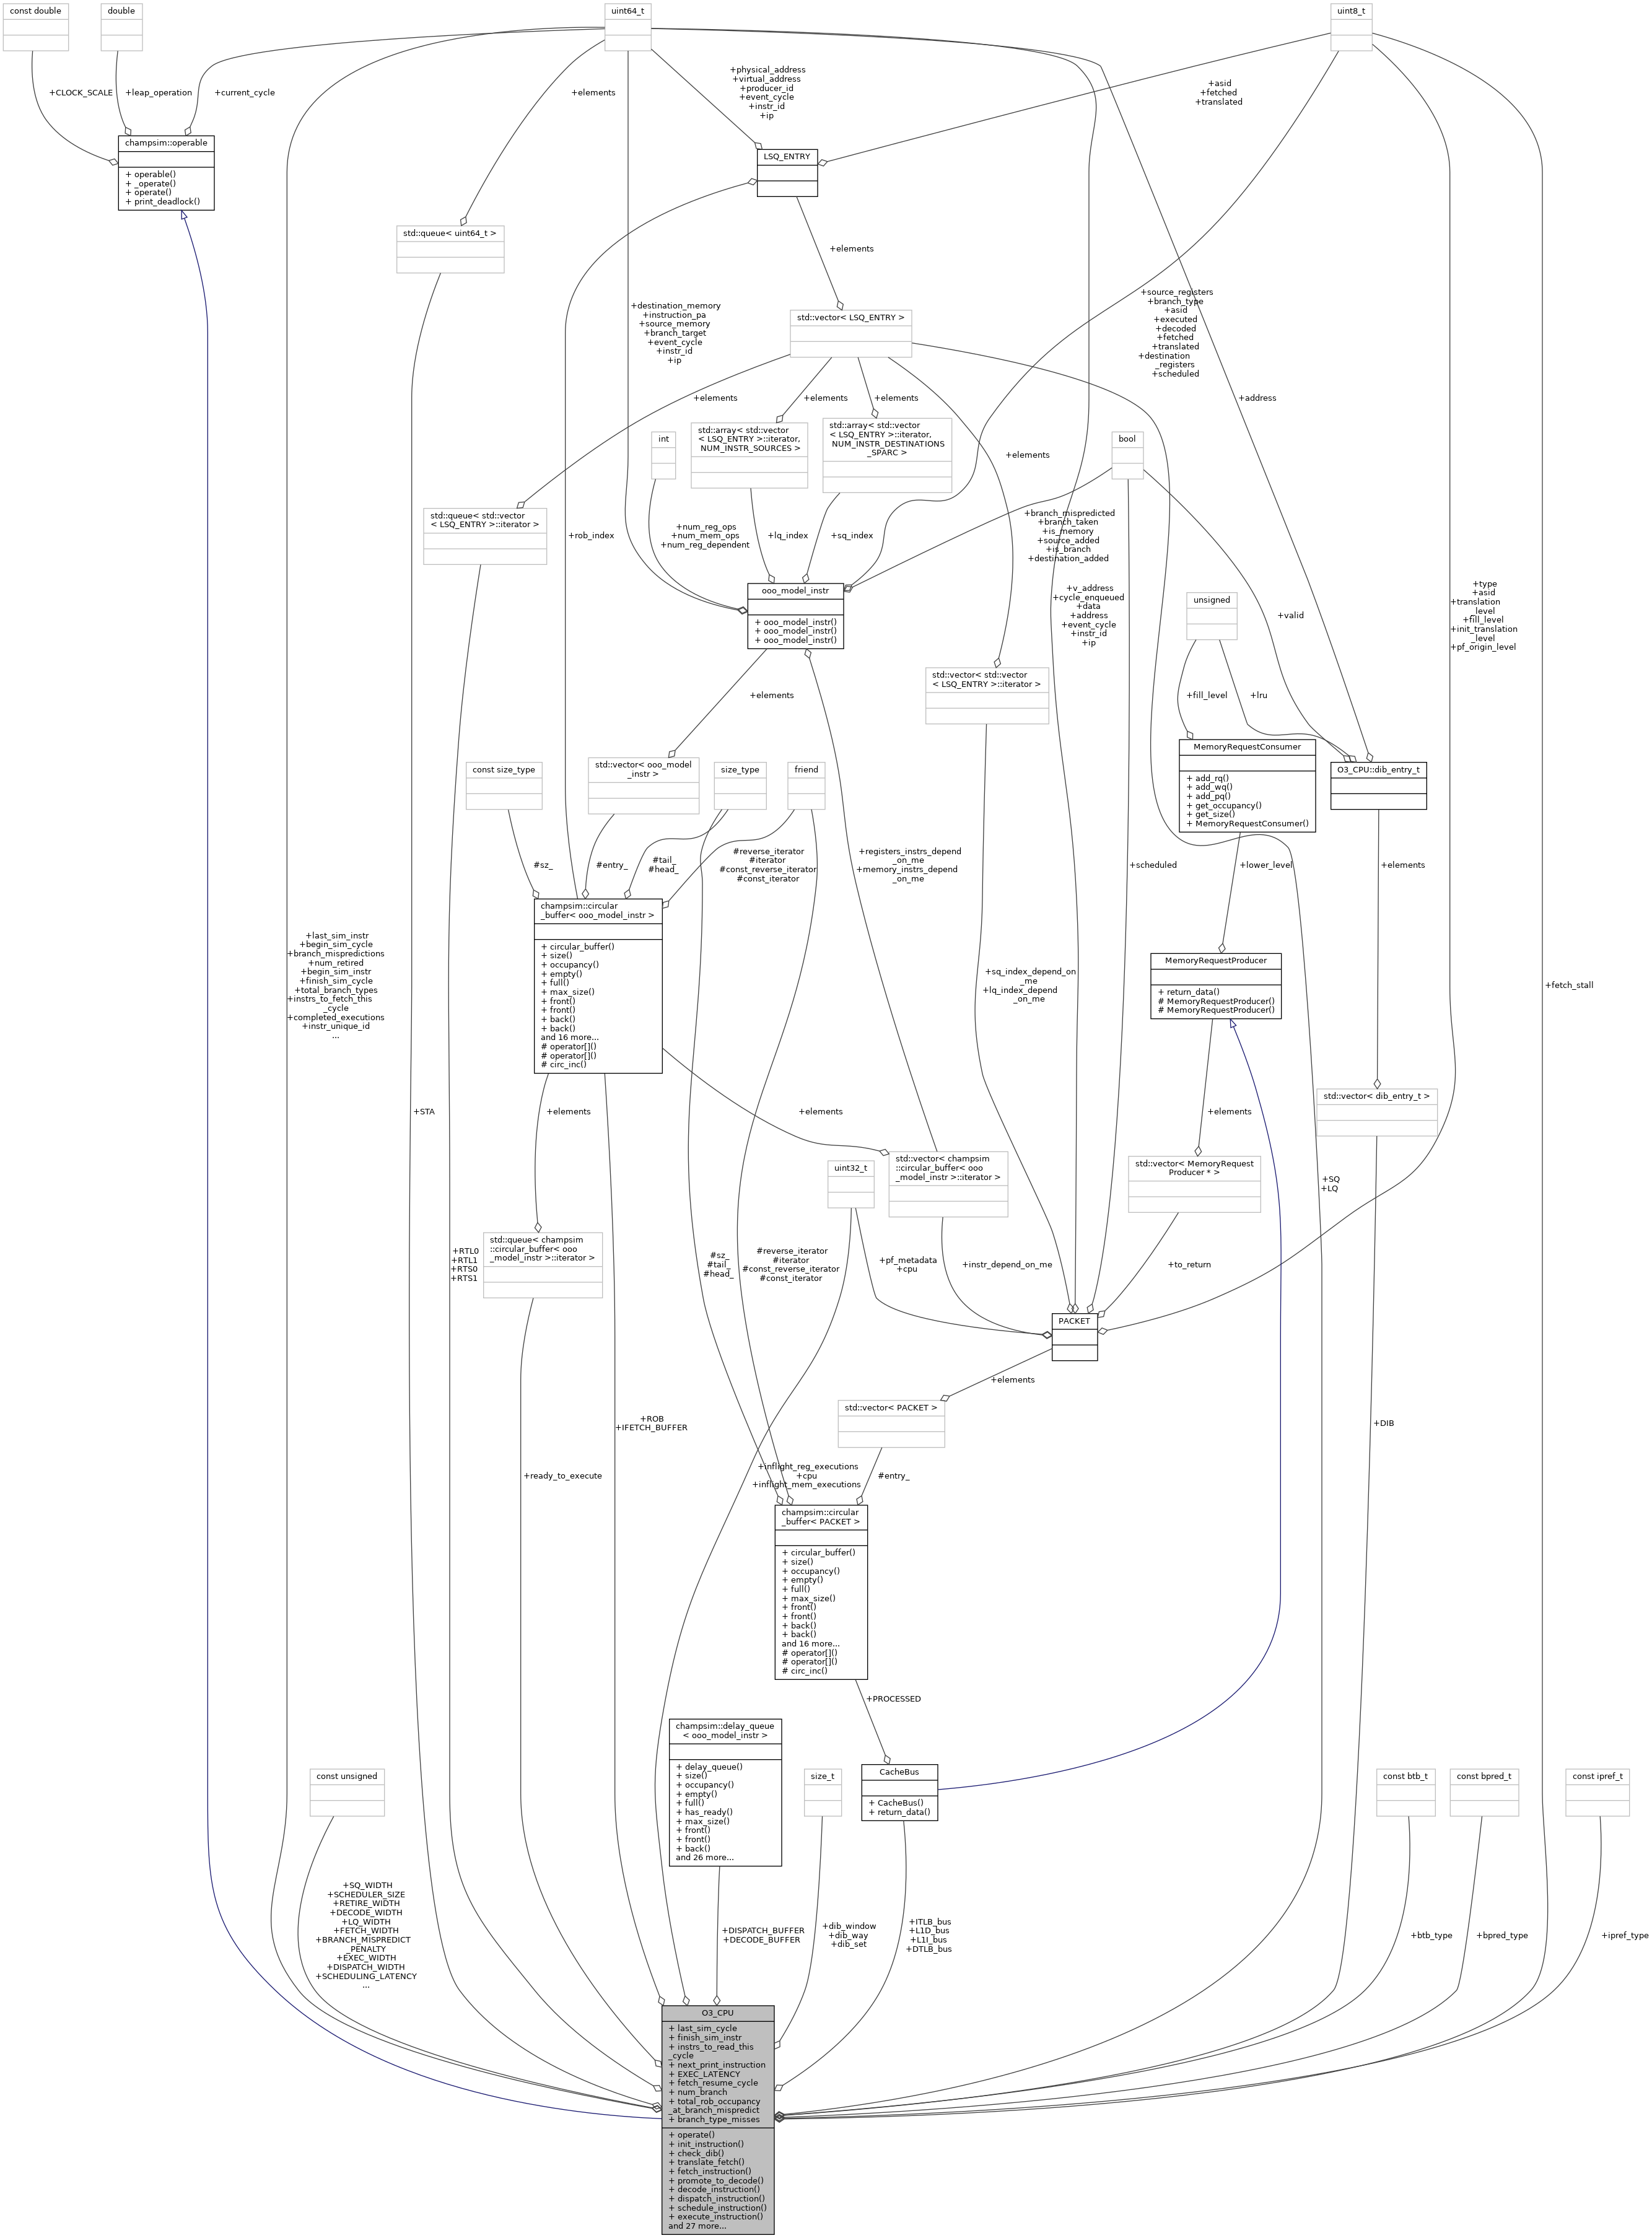 const double
double
uint64_t
uint8_t
+CLOCK_SCALE
+leap_operation
+current_cycle
+elements
+physical_address
+virtual_address
+producer_id
+event_cycle
+instr_id
+ip
+asid
+fetched
+translated
champsim::operable
+ operable()
+ _operate()
+ operate()
+ print_deadlock()
LSQ_ENTRY
std::queue< uint64_t >
+elements
std::vector< LSQ_ENTRY >
+destination_memory
+instruction_pa
+source_memory
+branch_target
+event_cycle
+instr_id
+ip
+source_registers
+branch_type
+asid
+executed
+decoded
+fetched
+translated
+destination
_registers
+scheduled
+elements
+elements
+elements
+address
std::array< std::vector
< LSQ_ENTRY >::iterator,
NUM_INSTR_SOURCES >
std::array< std::vector
< LSQ_ENTRY >::iterator,
NUM_INSTR_DESTINATIONS
_SPARC >
int
bool
+elements
std::queue< std::vector
< LSQ_ENTRY >::iterator >
+rob_index
+num_reg_ops
+num_mem_ops
+num_reg_dependent
+lq_index
+sq_index
+branch_mispredicted
+branch_taken
+is_memory
+source_added
+is_branch
+destination_added
ooo_model_instr
+ ooo_model_instr()
+ ooo_model_instr()
+ ooo_model_instr()
+v_address
+cycle_enqueued
+data
+address
+event_cycle
+instr_id
+ip
unsigned
+valid
+type
+asid
+translation
_level
+fill_level
+init_translation
_level
+pf_origin_level
std::vector< std::vector
< LSQ_ENTRY >::iterator >
+elements
+fill_level
+lru
MemoryRequestConsumer
+ add_rq()
+ add_wq()
+ add_pq()
+ get_occupancy()
+ get_size()
+ MemoryRequestConsumer()
O3_CPU::dib_entry_t
const size_type
std::vector< ooo_model
_instr >
size_type
friend
#sz_
#entry_
#tail_
#head_
#reverse_iterator
#iterator
#const_reverse_iterator
#const_iterator
+registers_instrs_depend
_on_me
+memory_instrs_depend
_on_me
+scheduled
+lower_level
+elements
champsim::circular
_buffer< ooo_model_instr >
+ circular_buffer()
+ size()
+ occupancy()
+ empty()
+ full()
+ max_size()
+ front()
+ front()
+ back()
+ back()
and 16 more...
# operator[]()
# operator[]()
# circ_inc()
+last_sim_instr
+begin_sim_cycle
+branch_mispredictions
+num_retired
+begin_sim_instr
+finish_sim_cycle
+total_branch_types
+instrs_to_fetch_this
_cycle
+completed_executions
+instr_unique_id
...
+sq_index_depend_on
_me
+lq_index_depend
_on_me
MemoryRequestProducer
+ return_data()
# MemoryRequestProducer()
# MemoryRequestProducer()
+fetch_stall
+STA
+elements
+elements
+elements
std::vector< dib_entry_t >
uint32_t
std::vector< champsim
::circular_buffer< ooo
_model_instr >::iterator >
std::vector< MemoryRequest
Producer * >
+SQ
+LQ
std::queue< champsim
::circular_buffer< ooo
_model_instr >::iterator >
+RTL0
+RTL1
+RTS0
+RTS1
#sz_
#tail_
#head_
#reverse_iterator
#iterator
#const_reverse_iterator
#const_iterator
+pf_metadata
+cpu
+instr_depend_on_me
+to_return
PACKET
+elements
std::vector< PACKET >
+ROB
+IFETCH_BUFFER
+DIB
+ready_to_execute
+inflight_reg_executions
+cpu
+inflight_mem_executions
#entry_
champsim::circular
_buffer< PACKET >
+ circular_buffer()
+ size()
+ occupancy()
+ empty()
+ full()
+ max_size()
+ front()
+ front()
+ back()
+ back()
and 16 more...
# operator[]()
# operator[]()
# circ_inc()
+PROCESSED
champsim::delay_queue
< ooo_model_instr >
+ delay_queue()
+ size()
+ occupancy()
+ empty()
+ full()
+ has_ready()
+ max_size()
+ front()
+ front()
+ back()
and 26 more...
const unsigned
size_t
CacheBus
+ CacheBus()
+ return_data()
const btb_t
const bpred_t
const ipref_t
+SQ_WIDTH
+SCHEDULER_SIZE
+RETIRE_WIDTH
+DECODE_WIDTH
+LQ_WIDTH
+FETCH_WIDTH
+BRANCH_MISPREDICT
_PENALTY
+EXEC_WIDTH
+DISPATCH_WIDTH
+SCHEDULING_LATENCY
...
+DISPATCH_BUFFER
+DECODE_BUFFER
+dib_window
+dib_way
+dib_set
+ITLB_bus
+L1D_bus
+L1I_bus
+DTLB_bus
+btb_type
+bpred_type
+ipref_type
O3_CPU
+ last_sim_cycle
+ finish_sim_instr
+ instrs_to_read_this
_cycle
+ next_print_instruction
+ EXEC_LATENCY
+ fetch_resume_cycle
+ num_branch
+ total_rob_occupancy
_at_branch_mispredict
+ branch_type_misses
+ operate()
+ init_instruction()
+ check_dib()
+ translate_fetch()
+ fetch_instruction()
+ promote_to_decode()
+ decode_instruction()
+ dispatch_instruction()
+ schedule_instruction()
+ execute_instruction()
and 27 more...